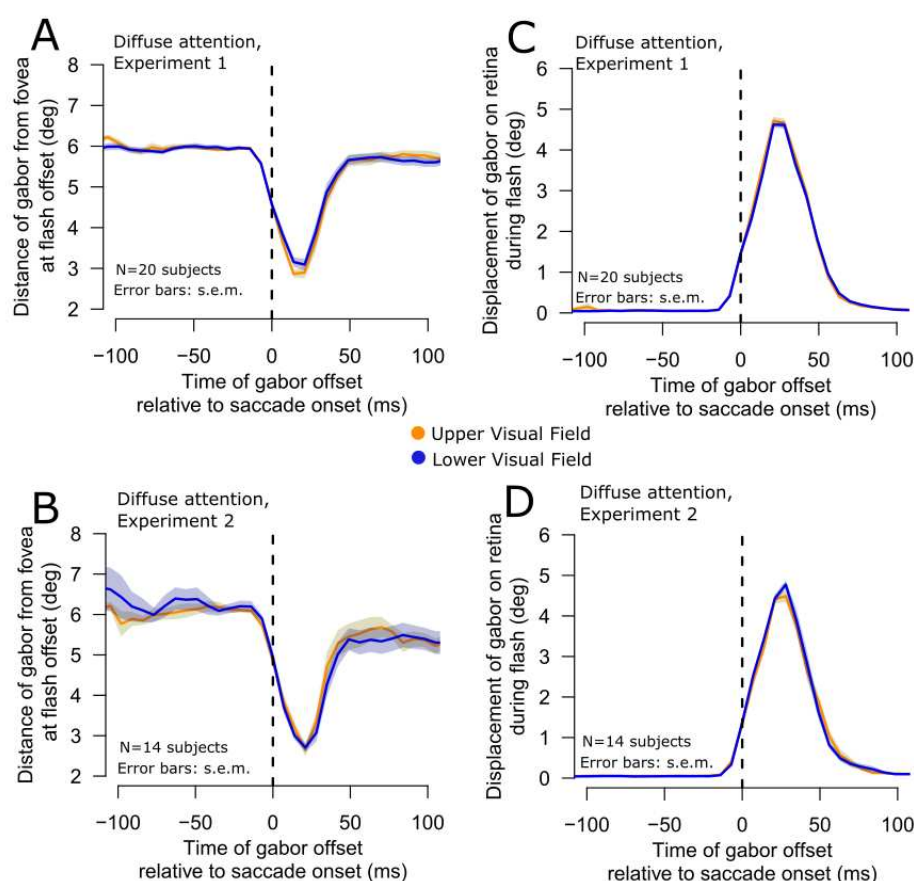 A
Diffuse attention,
Experiment 1
Distance of gabor from fovea
at flash offset (deg)
8
7
6
5
4
3
2
N=20 subjects
Error bars: s.e.m.
−100 −50 0 50 100
Time of gabor offset
relative to saccade onset (ms)
C
Diffuse attention,
Experiment 1
Displacement of gabor on retina
during flash (deg)
6
5
4
3
2
1
0
N=20 subjects
Error bars: s.e.m.
−100 −50 0 50 100
Time of gabor offset
relative to saccade onset (ms)
Upper Visual Field
Lower Visual Field
B
Diffuse attention,
Experiment 2
Distance of gabor from fovea
at flash offset (deg)
8
7
6
5
4
3
2
N=14 subjects
Error bars: s.e.m.
−100 −50 0 50 100
Time of gabor offset
relative to saccade onset (ms)
D
Diffuse attention,
Experiment 2
Displacement of gabor on retina
during flash (deg)
6
5
4
3
2
1
0
N=14 subjects
Error bars: s.e.m.
−100 −50 0 50 100
Time of gabor offset
relative to saccade onset (ms)